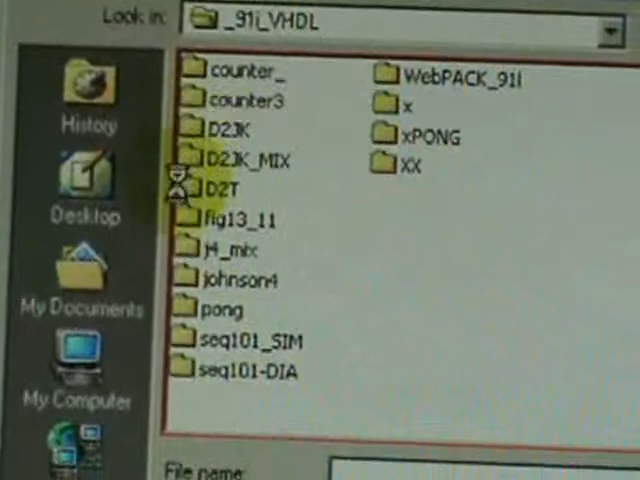 Look in:
_91i_VHDL
History
Desktop
My Documents
My Computer
counter_
counter3
D2JK
D2JK_MIX
D2T
fig13_11
j4_mix
johnson4
pong
seq101_SIM
seq101-DIA
WebPACK_91I
x
xPONG
XX
File name: